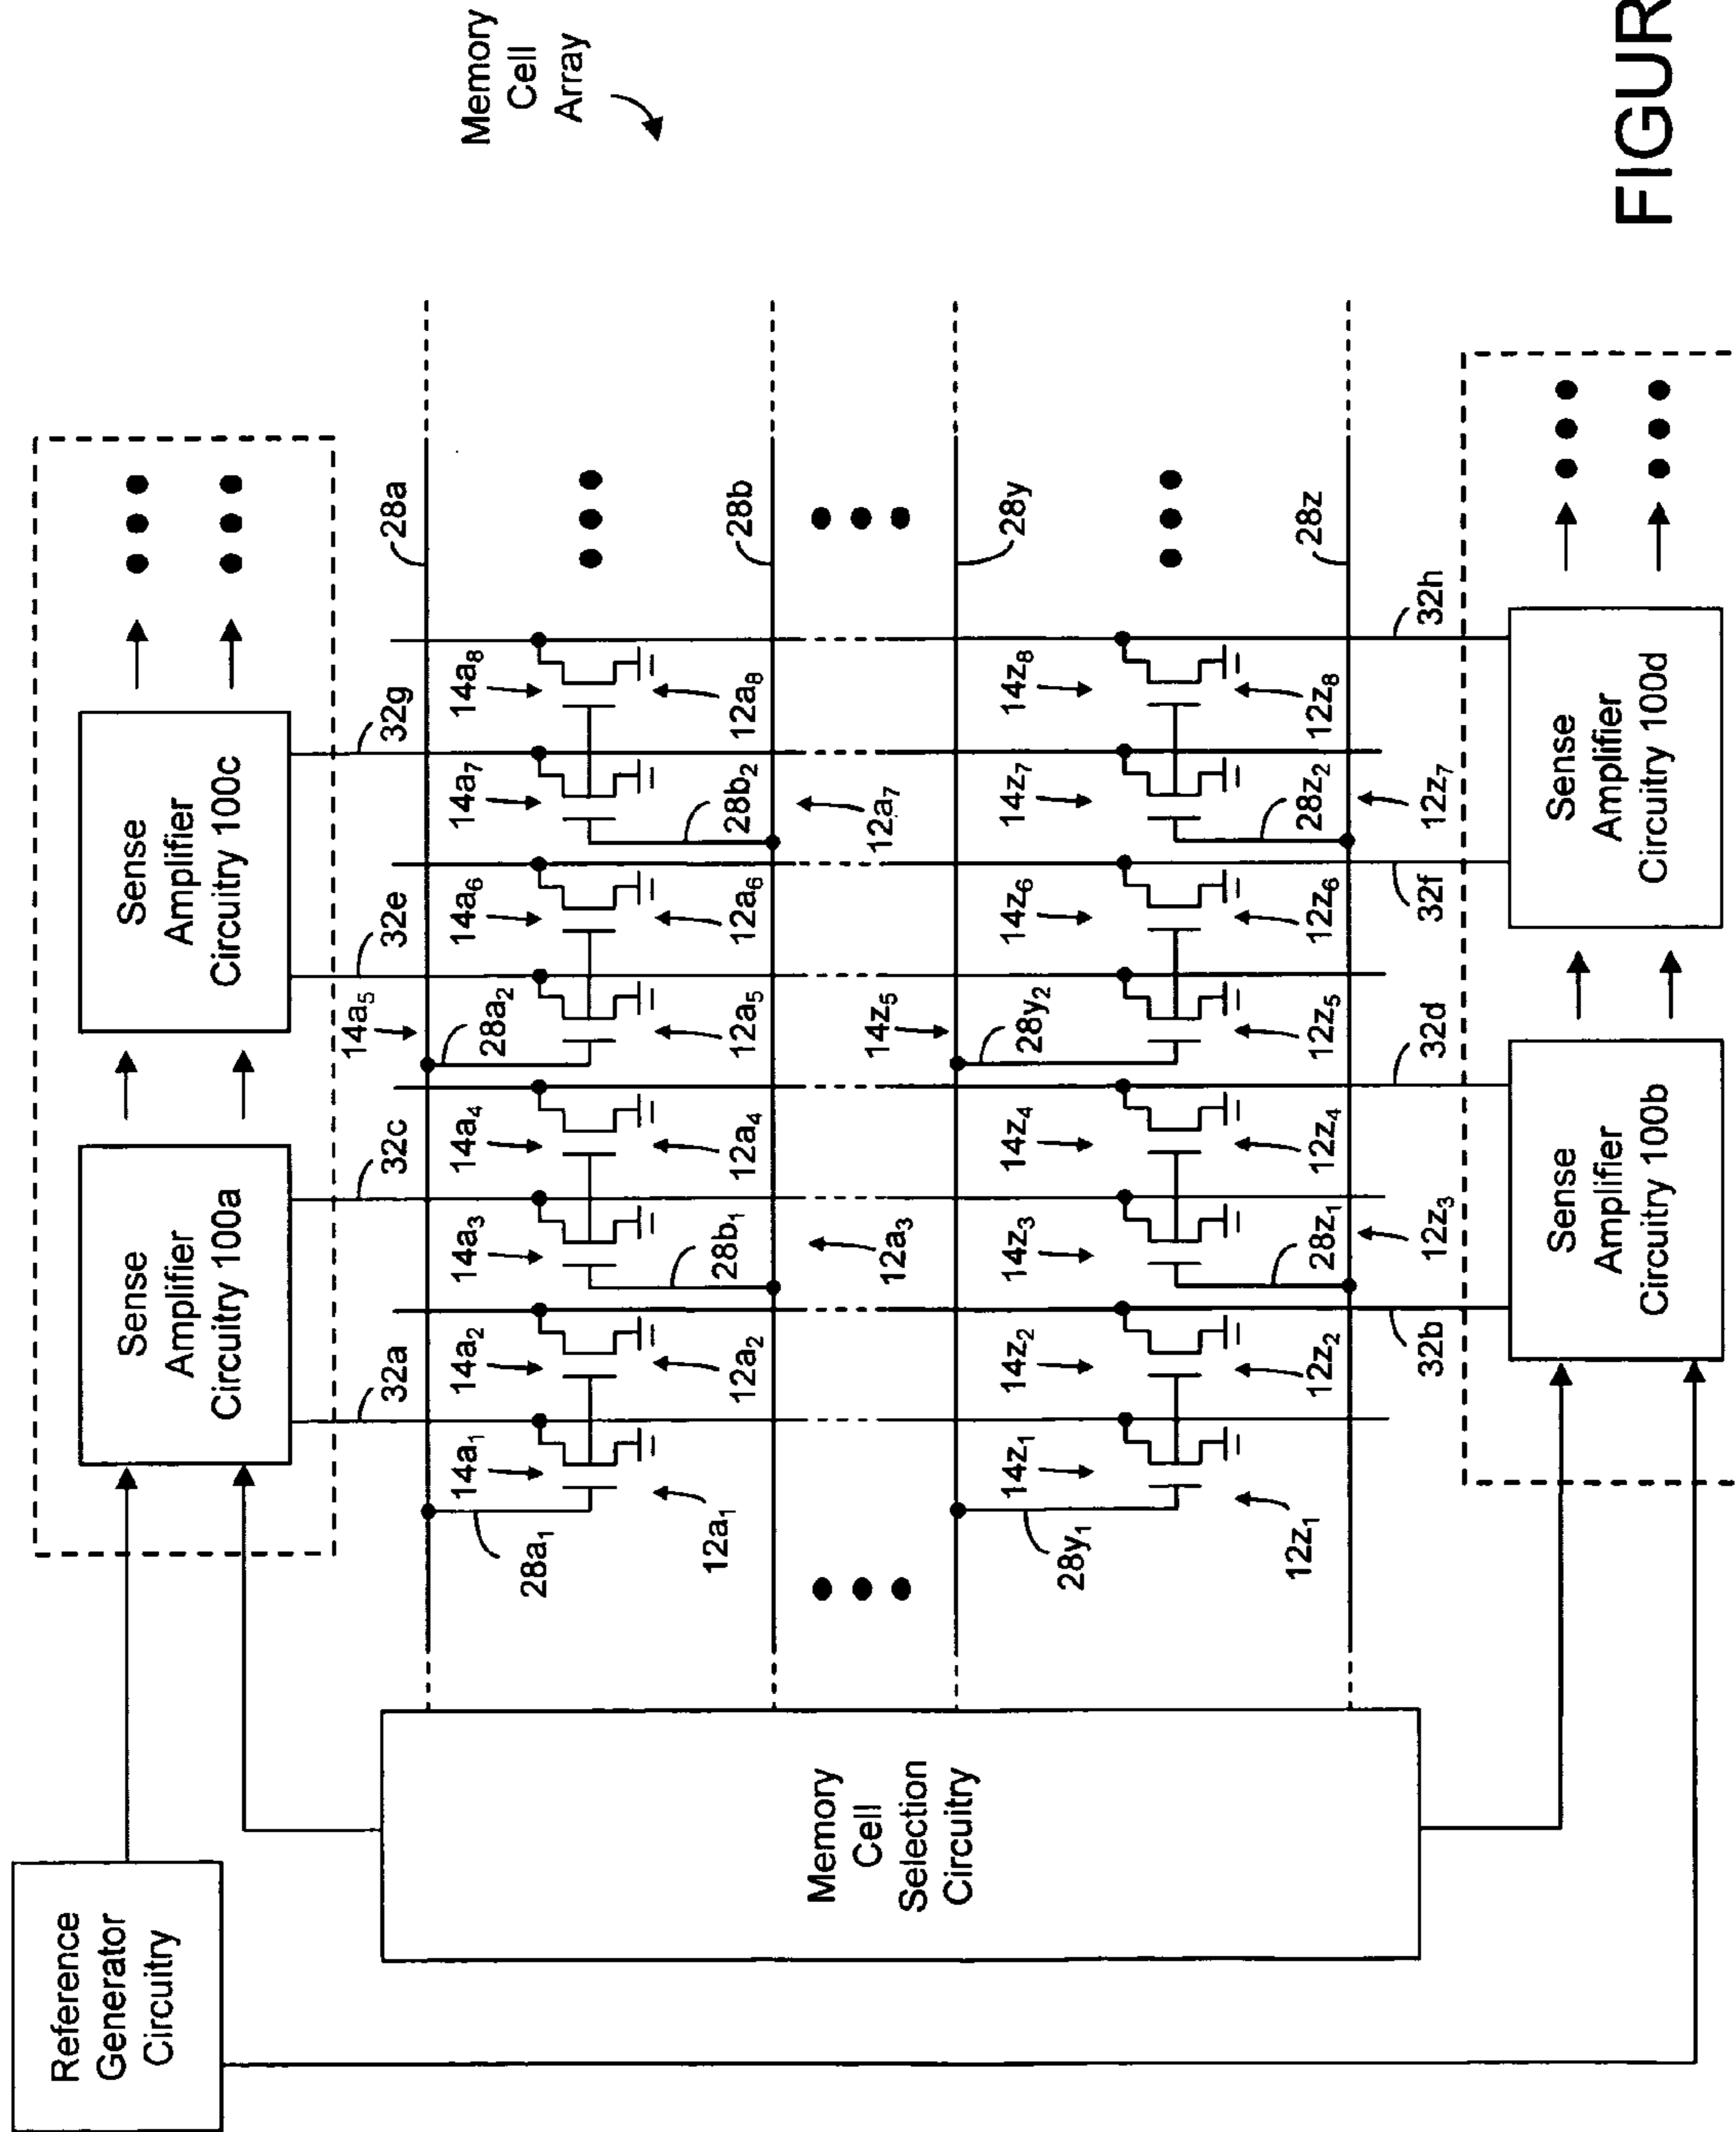 Reference
Generator
Circuitry
Sense
Amplifier
Circuitry 100a
Sense
Amplifier
Circuitry 100c
Memory
Cell
Array
32a
32c
32e
32g
28a
14a₁
14a₂
14a₃
14a₄
14a₅
14a₆
14a₇
14a₈
28a₁
28a₂
12a₁
12a₂
12a₃
12a₄
12a₅
12a₆
12a₇
12a₈
28b₁
28b₂
28b
Memory
Cell
Selection
Circuitry
28y
14z₁
14z₂
14z₃
14z₄
14z₅
14z₆
14z₇
14z₈
28y₁
28y₂
12z₁
12z₂
12z₃
12z₄
12z₅
12z₆
12z₇
12z₈
28z₁
28z₂
28z
32b
32d
32f
32h
Sense
Amplifier
Circuitry 100b
Sense
Amplifier
Circuitry 100d
FIGUR